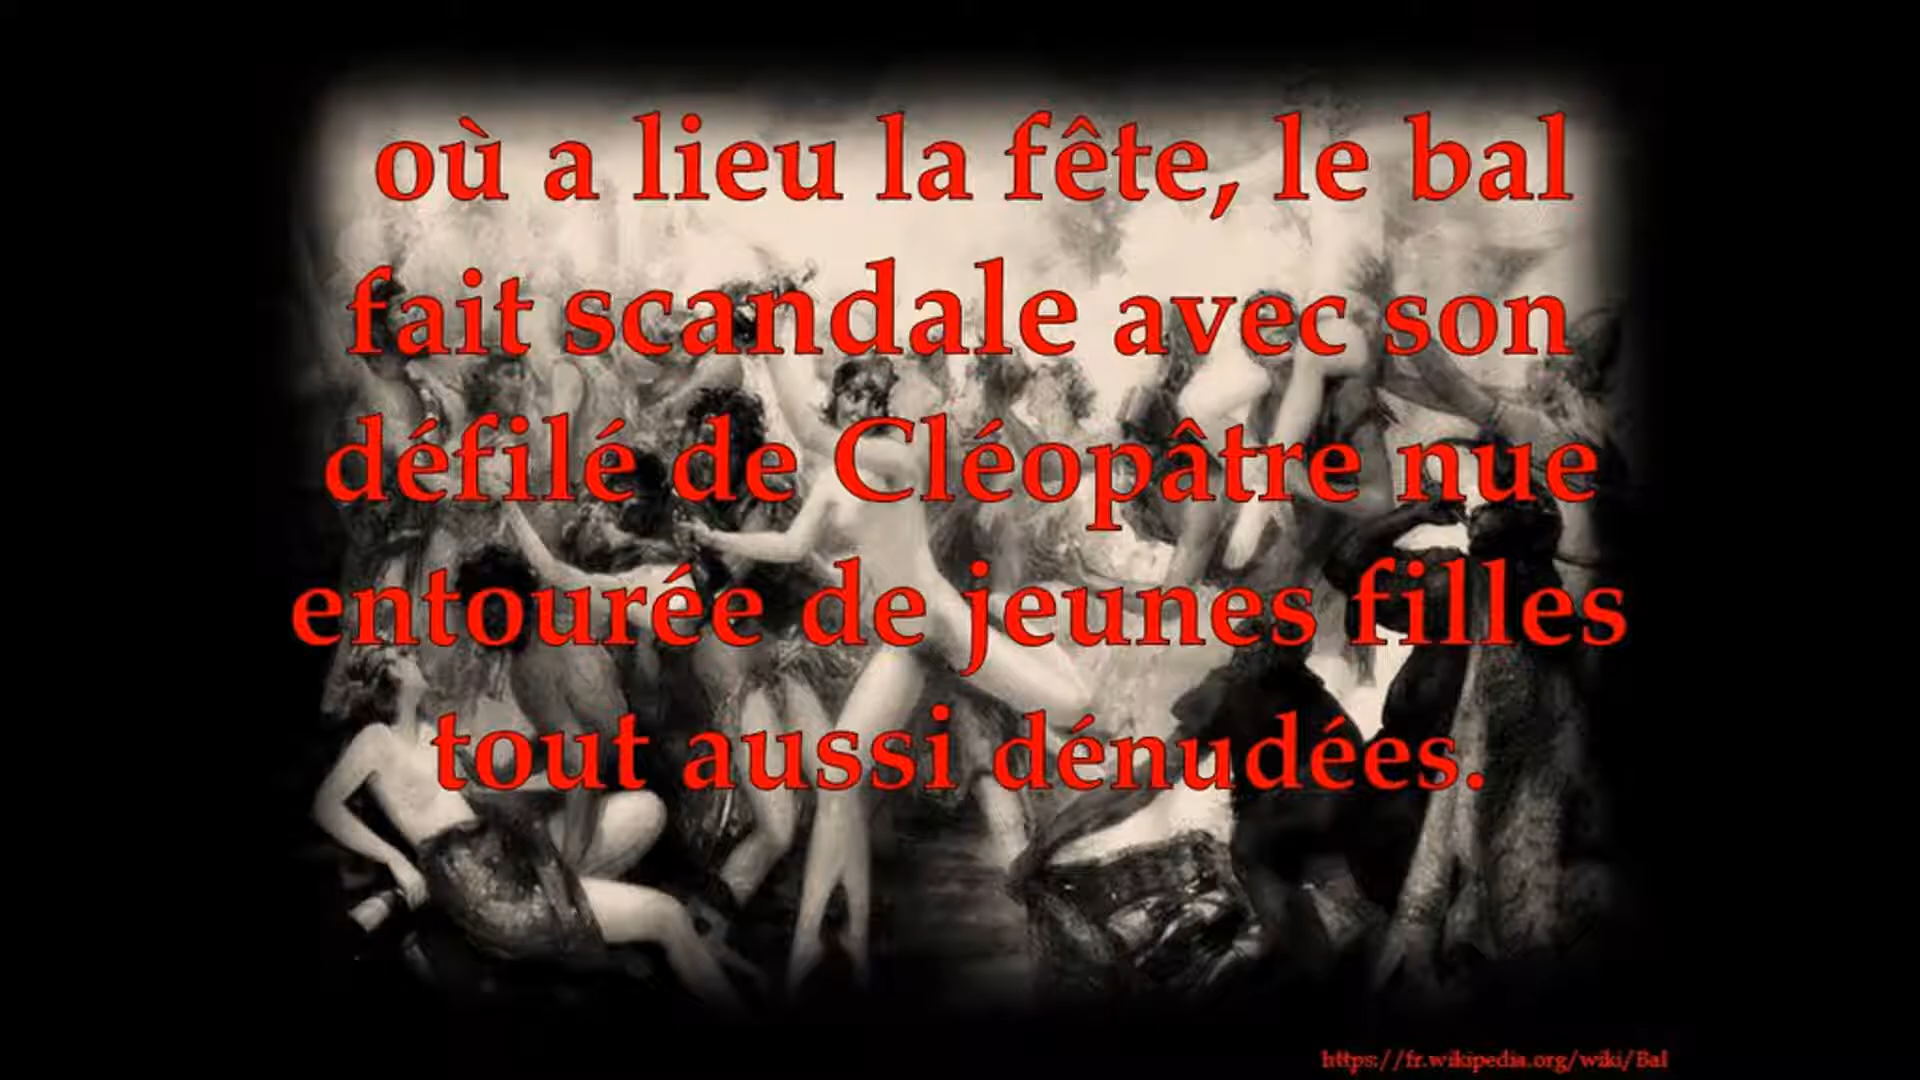 où a lieu la fête, le bal
fait scandale avec son
défilé de Cléopâtre nue
entourée de jeunes filles
tout aussi dénudées.
https://fr.wikipedia.org/wiki/Bal